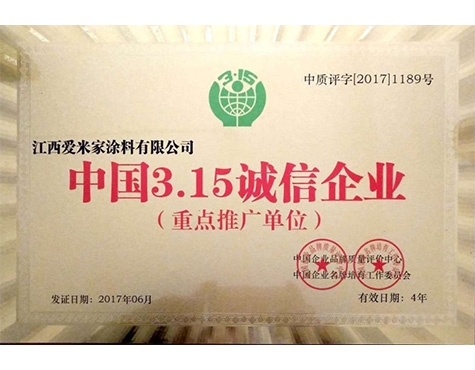 3·15
中质评字[2017]1189号
江西爱米家涂料有限公司
中国3.15诚信企业
（重点推广单位）
中国企业品牌质量评价中心
中国企业名牌培育工作委员会
发证日期：2017年06月
有效日期：4年